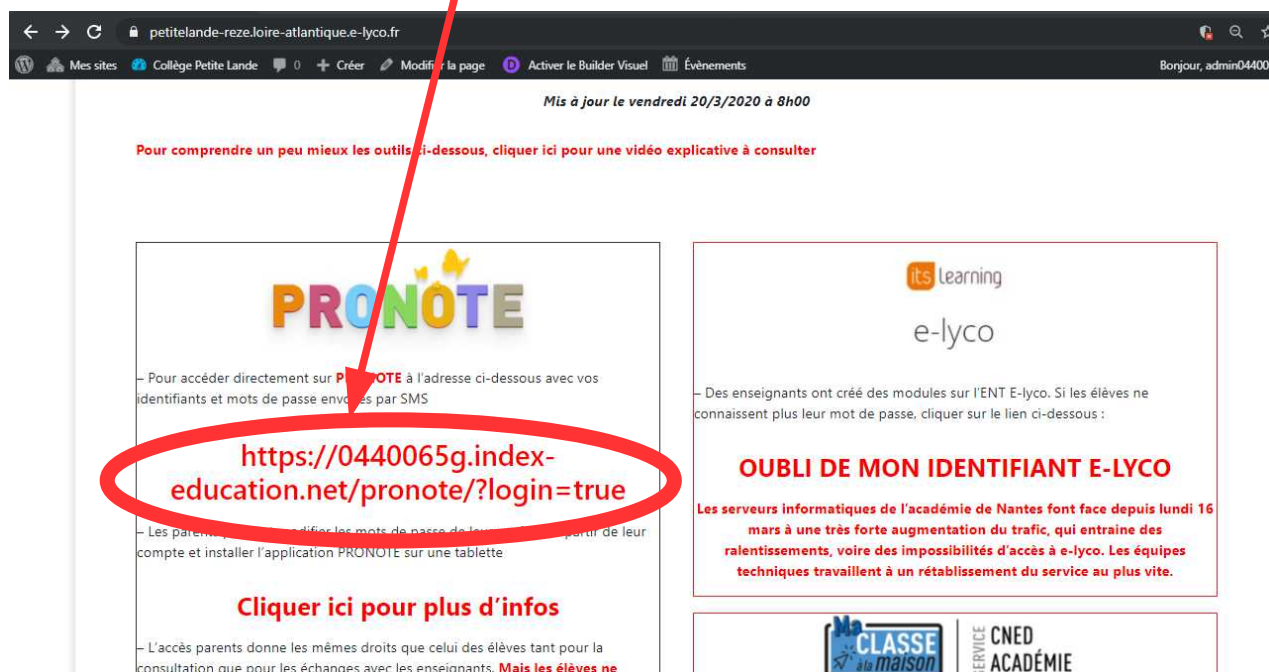 petitelande-reze.loire-atlantique.e-lyco.fr
Mes sites Collège Petite Lande 0 Créer Modifier la page Activer le Builder Visuel Évènements Bonjour, admin04400
Mis à jour le vendredi 20/3/2020 à 8h00
Pour comprendre un peu mieux les outils ci-dessous, cliquer ici pour une vidéo explicative à consulter
PRONOTE
– Pour accéder directement sur PRONOTE à l'adresse ci-dessous avec vos
identifiants et mots de passe envoyés par SMS
https://0440065g.index-
education.net/pronote/?login=true
– Les parents modifier les mots de passe de partir de leur
compte et installer l'application PRONOTE sur une tablette
Cliquer ici pour plus d'infos
– L'accès parents donne les mêmes droits que celui des élèves tant pour la
consultation que pour les échanges avec les enseignants. Mais les élèves ne
its Learning
e-lyco
– Des enseignants ont créé des modules sur l'ENT E-lyco. Si les élèves ne
connaissent plus leur mot de passe, cliquer sur le lien ci-dessous :
OUBLI DE MON IDENTIFIANT E-LYCO
Les serveurs informatiques de l'académie de Nantes font face depuis lundi 16
mars à une très forte augmentation du trafic, qui entraine des
ralentissements, voire des impossibilités d'accès à e-lyco. Les équipes
techniques travaillent à un rétablissement du service au plus vite.
Ma
CLASSE
à la maison
SERVICE
CNED
ACADÉMIE